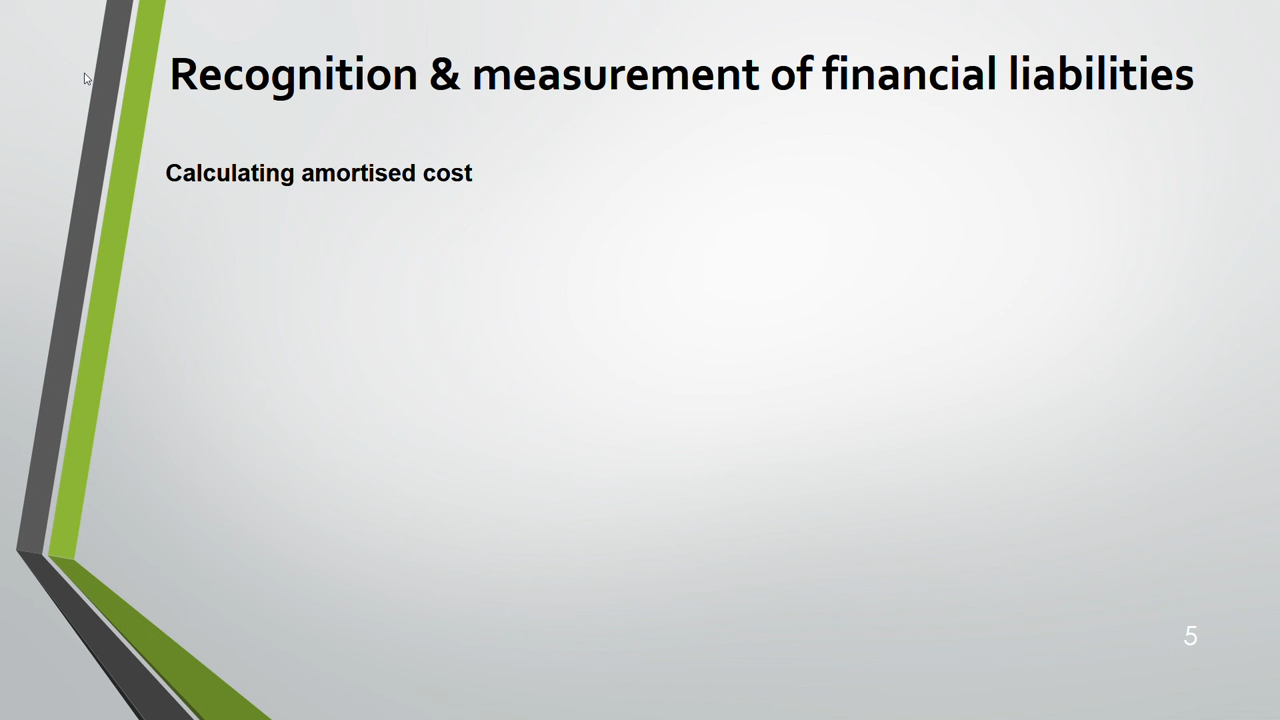 Recognition & measurement of financial liabilities
Calculating amortised cost
5